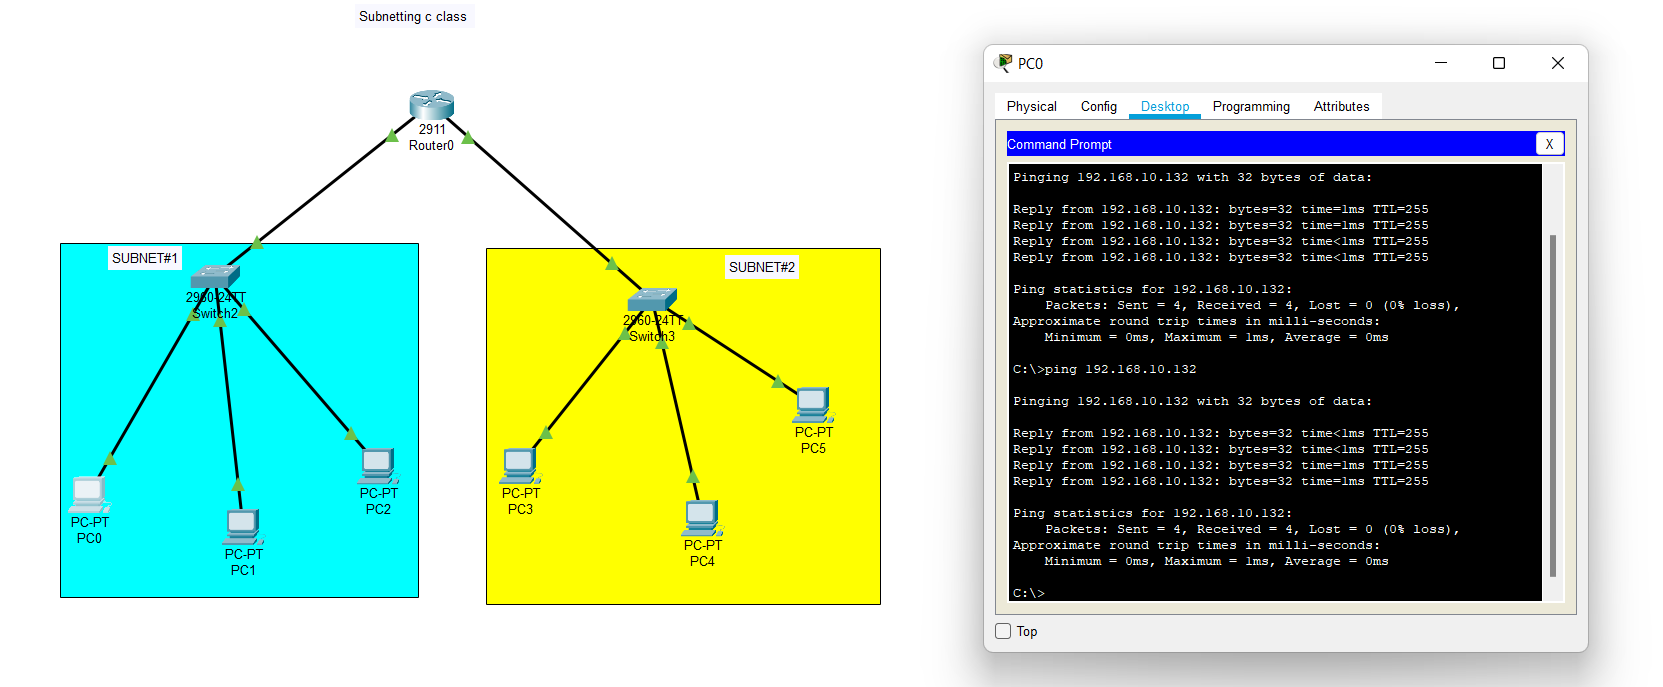 Subnetting c class
2911
Router0
SUBNET#1
2960-24TT
Switch2
PC-PT
PC0
PC-PT
PC1
PC-PT
PC2
SUBNET#2
2960-24TT
Switch3
PC-PT
PC3
PC-PT
PC4
PC-PT
PC5
PC0
Physical Config Desktop Programming Attributes
Command Prompt X
Pinging 192.168.10.132 with 32 bytes of data:
Reply from 192.168.10.132: bytes=32 time=1ms TTL=255
Reply from 192.168.10.132: bytes=32 time=1ms TTL=255
Reply from 192.168.10.132: bytes=32 time<1ms TTL=255
Reply from 192.168.10.132: bytes=32 time<1ms TTL=255
Ping statistics for 192.168.10.132:
Packets: Sent = 4, Received = 4, Lost = 0 (0% loss),
Approximate round trip times in milli-seconds:
Minimum = 0ms, Maximum = 1ms, Average = 0ms
C:\>ping 192.168.10.132
Pinging 192.168.10.132 with 32 bytes of data:
Reply from 192.168.10.132: bytes=32 time<1ms TTL=255
Reply from 192.168.10.132: bytes=32 time<1ms TTL=255
Reply from 192.168.10.132: bytes=32 time=1ms TTL=255
Reply from 192.168.10.132: bytes=32 time=1ms TTL=255
Ping statistics for 192.168.10.132:
Packets: Sent = 4, Received = 4, Lost = 0 (0% loss),
Approximate round trip times in milli-seconds:
Minimum = 0ms, Maximum = 1ms, Average = 0ms
C:\>
Top